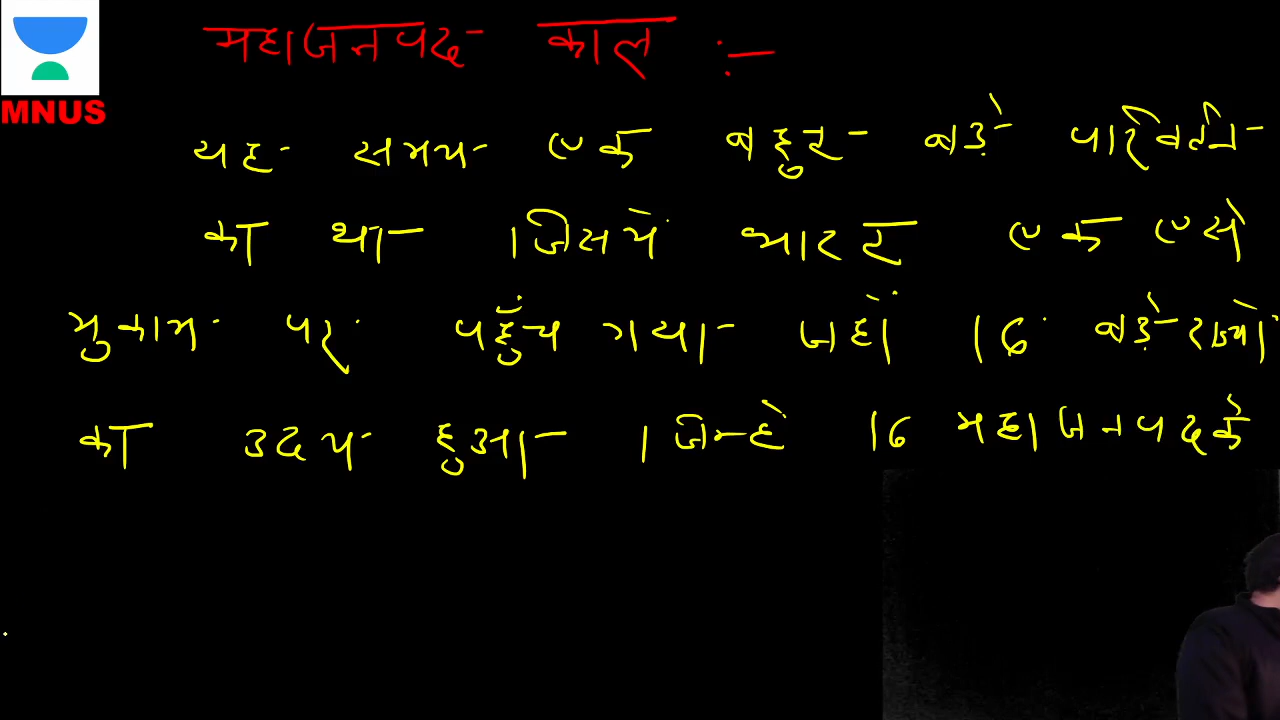 MNUS
महाजनपद काल :-
यह समय एक बहुत बड़े परिवर्तन
का था जिसमें भारत एक ऐसे
मुकाम पर पहुँच गया जहाँ 16 बड़े राज्यों
का उदय हुआ जिन्हें 16 महाजनपद के